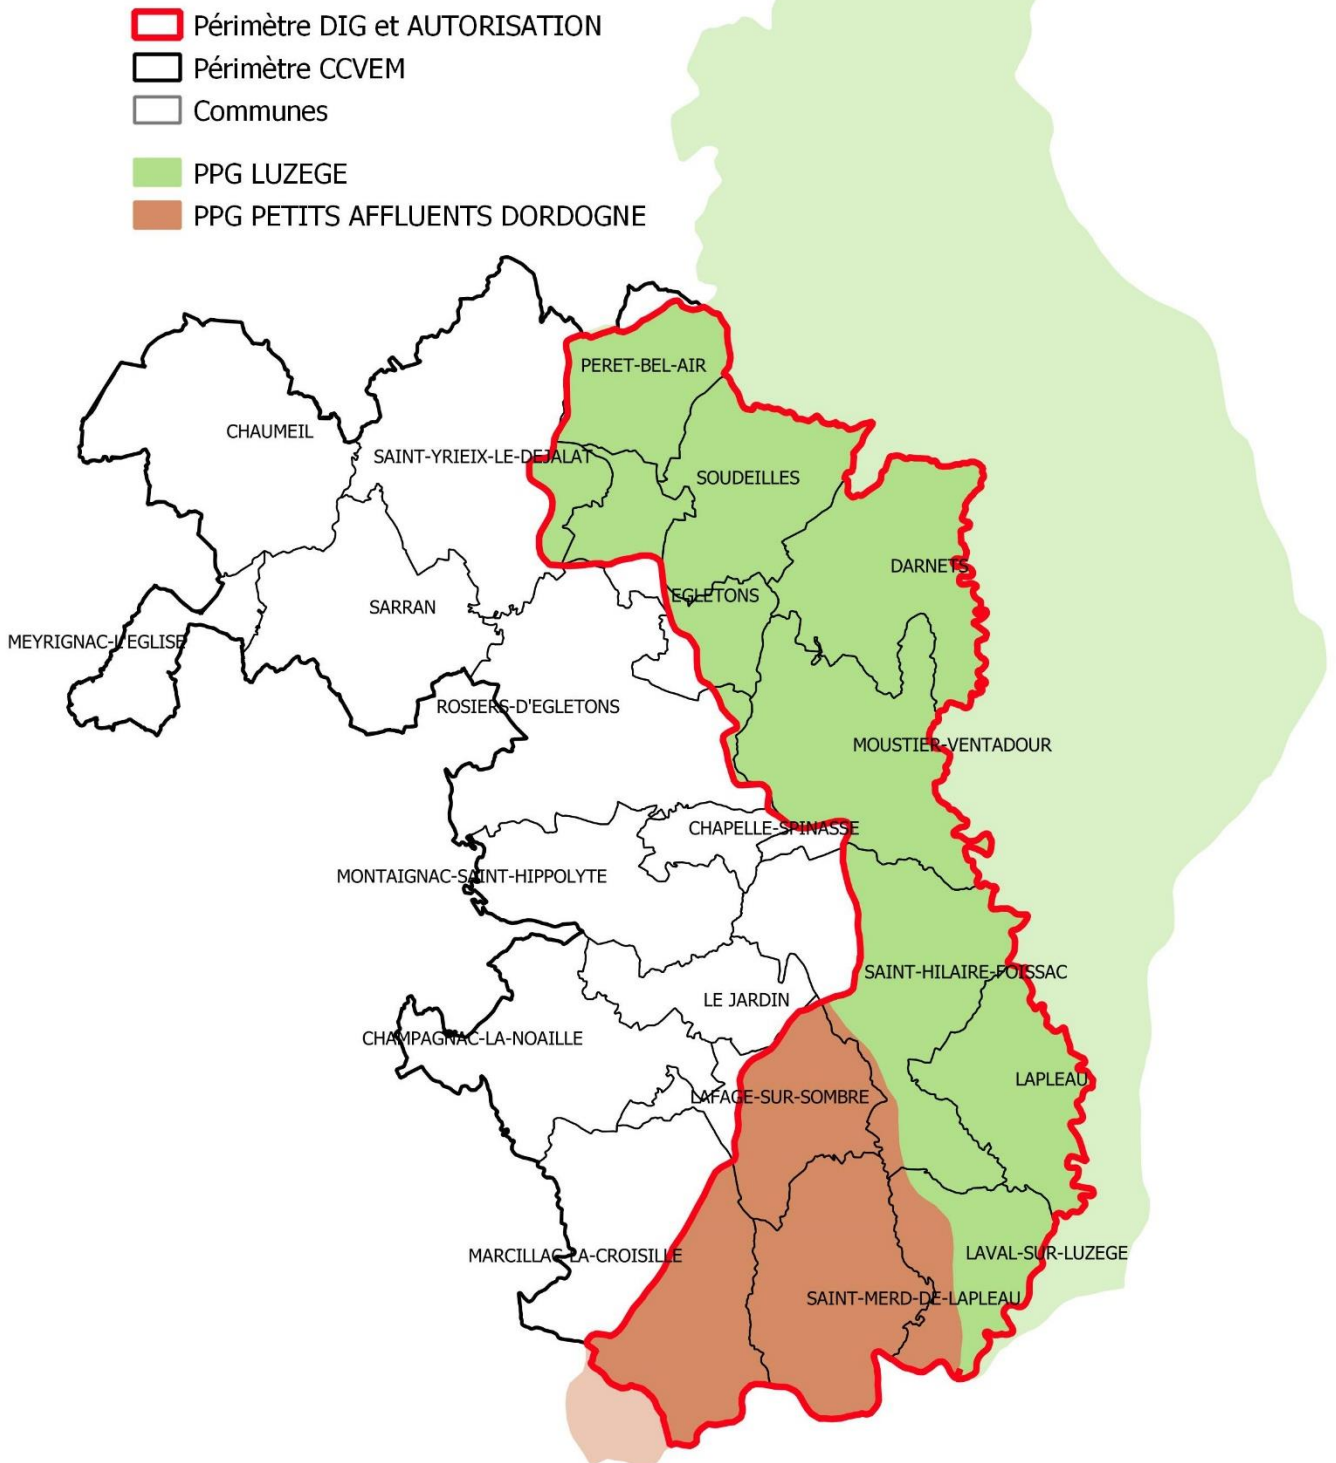 Périmètre DIG et AUTORISATION
Périmètre CCVEM
Communes
PPG LUZEGE
PPG PETITS AFFLUENTS DORDOGNE
PERET-BEL-AIR
CHAUMEIL
SAINT-YRIEIX-LE-DEJALAT
SOUDEILLES
DARNETS
EGLETONS
SARRAN
MEYRIGNAC-L'EGLISE
ROSIERS-D'EGLETONS
MOUSTIER-VENTADOUR
CHAPELLE-SPINASSE
MONTAIGNAC-SAINT-HIPPOLYTE
SAINT-HILAIRE-FOISSAC
LE JARDIN
CHAMPAGNAC-LA-NOAILLE
LAPLEAU
LAFAGE-SUR-SOMBRE
MARCILLAC-LA-CROISILLE
LAVAL-SUR-LUZEGE
SAINT-MERD-DE-LAPLEAU